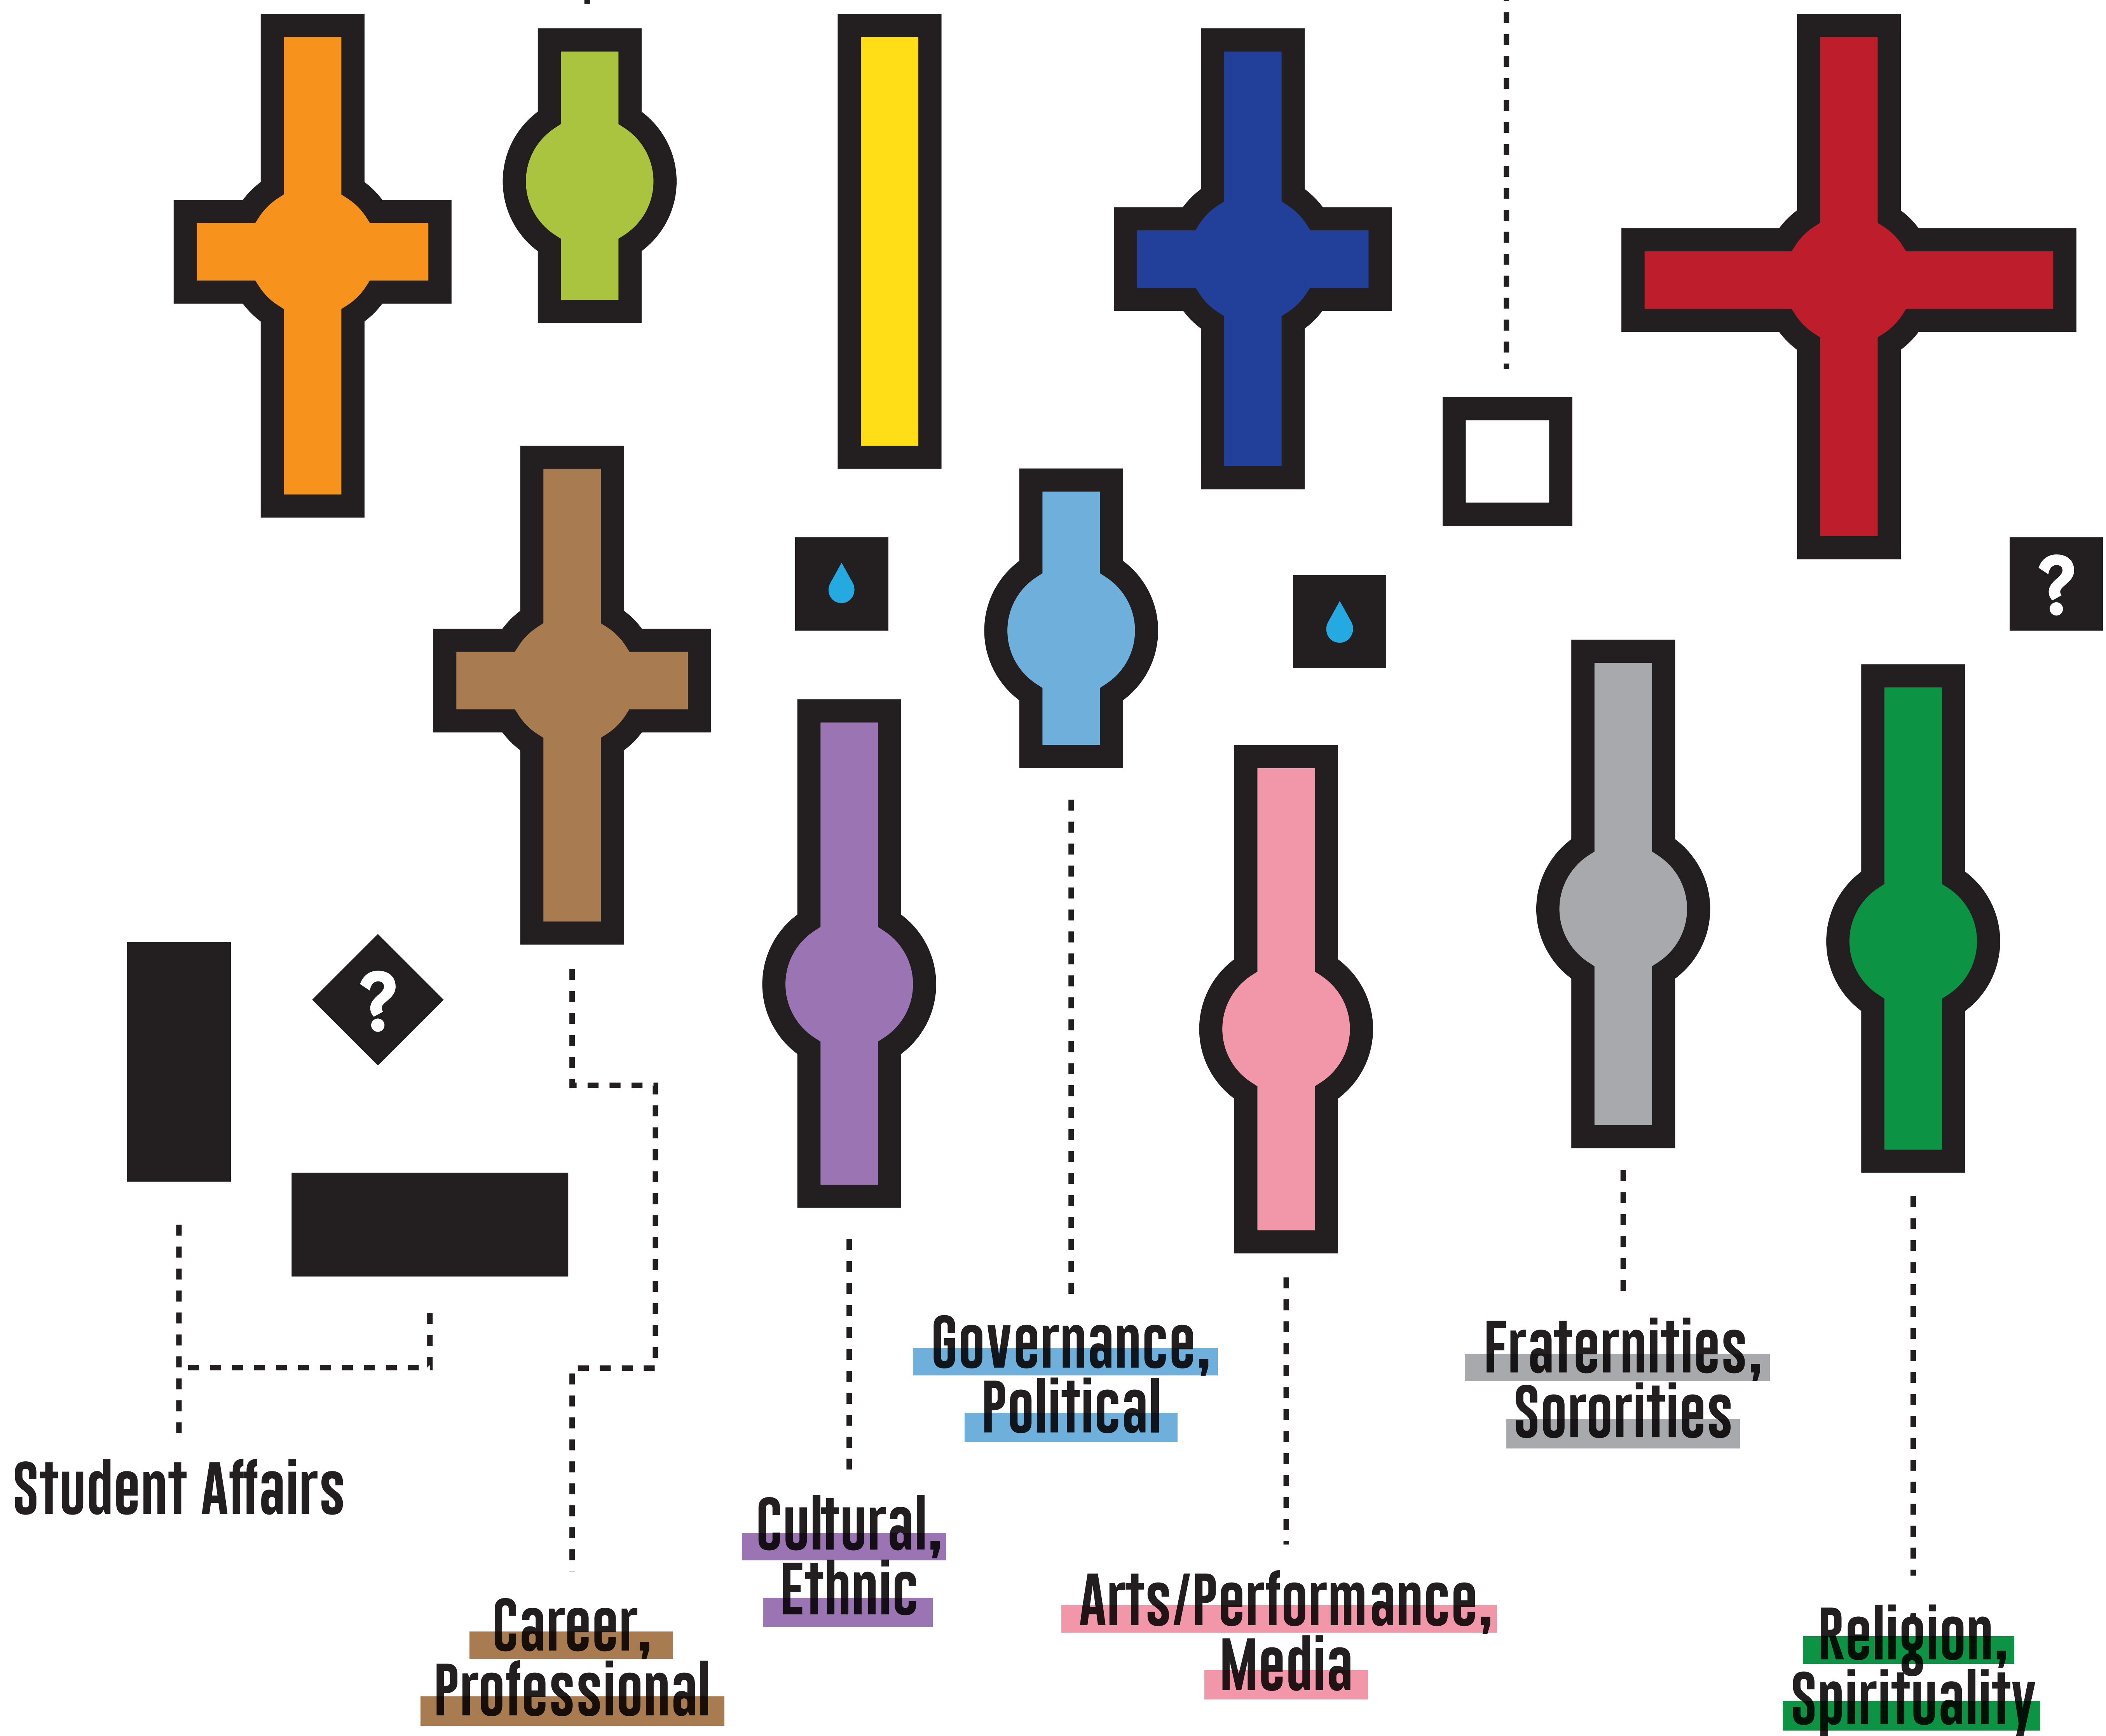 ?
?
Governance,
Political
Fraternities,
Sororities
Student Affairs
Cultural,
Ethnic
Arts/Performance,
Media
Career,
Professional
Religion,
Spirituality